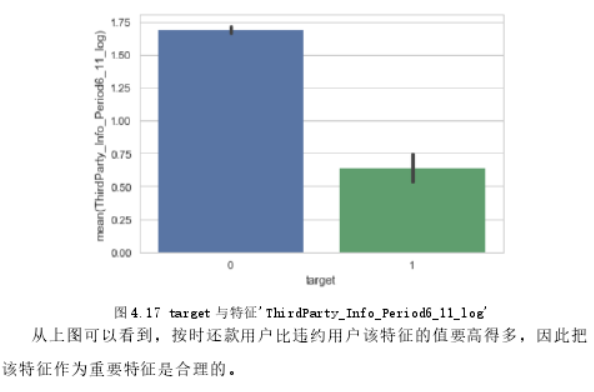 1.75
1.50
1.25
1.00
0.75
0.50
0.25
0.00
mean(ThirdParty_Info_Period6_11_log)
0
1
target
图4.17 target 与特征'ThirdParty_Info_Period6_11_log'
从上图可以看到，按时还款用户比违约用户该特征的值要高得多，因此把
该特征作为重要特征是合理的。